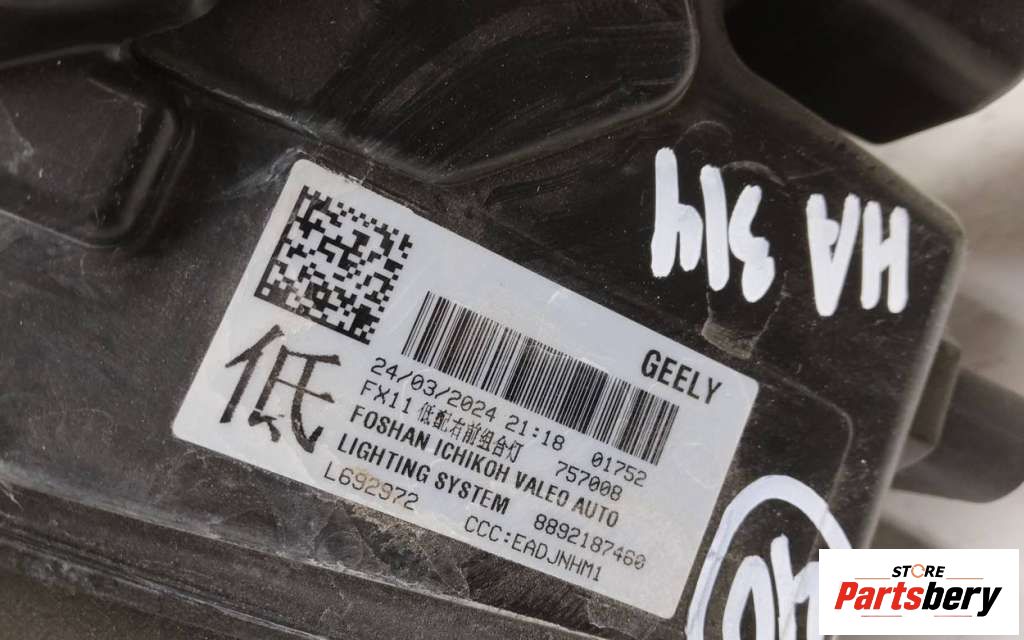 GEELY
24/03/2024 21:18 01752
FX11 低配右前组合灯 757008
FOSHAN ICHIKOH VALEO AUTO
LIGHTING SYSTEM 8892187460
L692972 CCC:EADJNHM1
低
HA 314
40
STORE
Partsbery